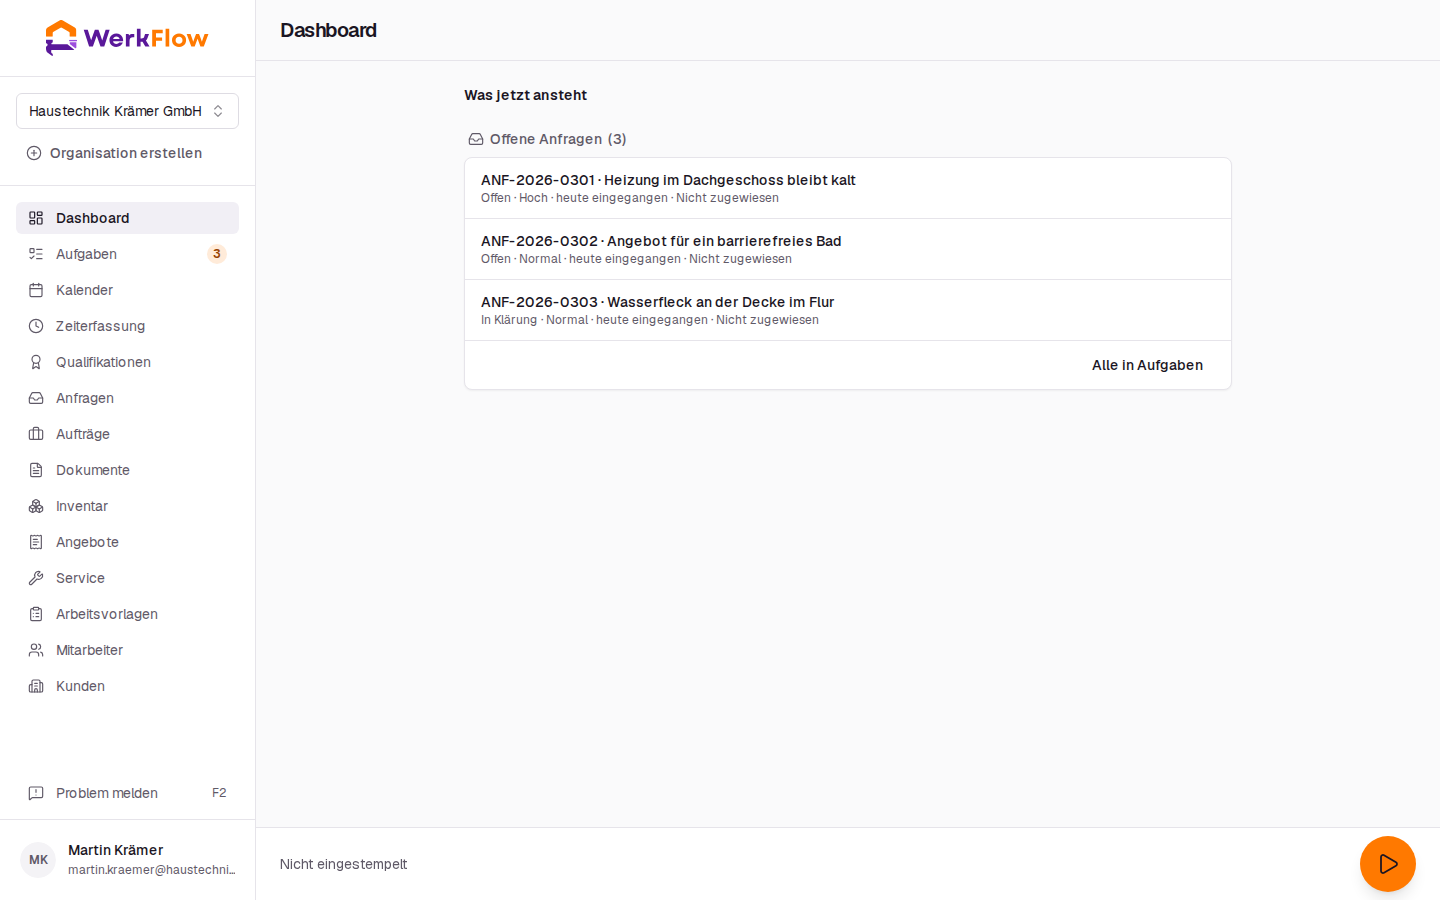 WerkFlow
Haustechnik Krämer GmbH
Organisation erstellen
Dashboard
Aufgaben 3
Kalender
Zeiterfassung
Qualifikationen
Anfragen
Aufträge
Dokumente
Inventar
Angebote
Service
Arbeitsvorlagen
Mitarbeiter
Kunden
Problem melden F2
MK
Martin Krämer
martin.kraemer@haustechni…
Dashboard
Was jetzt ansteht
Offene Anfragen (3)
ANF-2026-0301 · Heizung im Dachgeschoss bleibt kalt
Offen · Hoch · heute eingegangen · Nicht zugewiesen
ANF-2026-0302 · Angebot für ein barrierefreies Bad
Offen · Normal · heute eingegangen · Nicht zugewiesen
ANF-2026-0303 · Wasserfleck an der Decke im Flur
In Klärung · Normal · heute eingegangen · Nicht zugewiesen
Alle in Aufgaben
Nicht eingestempelt